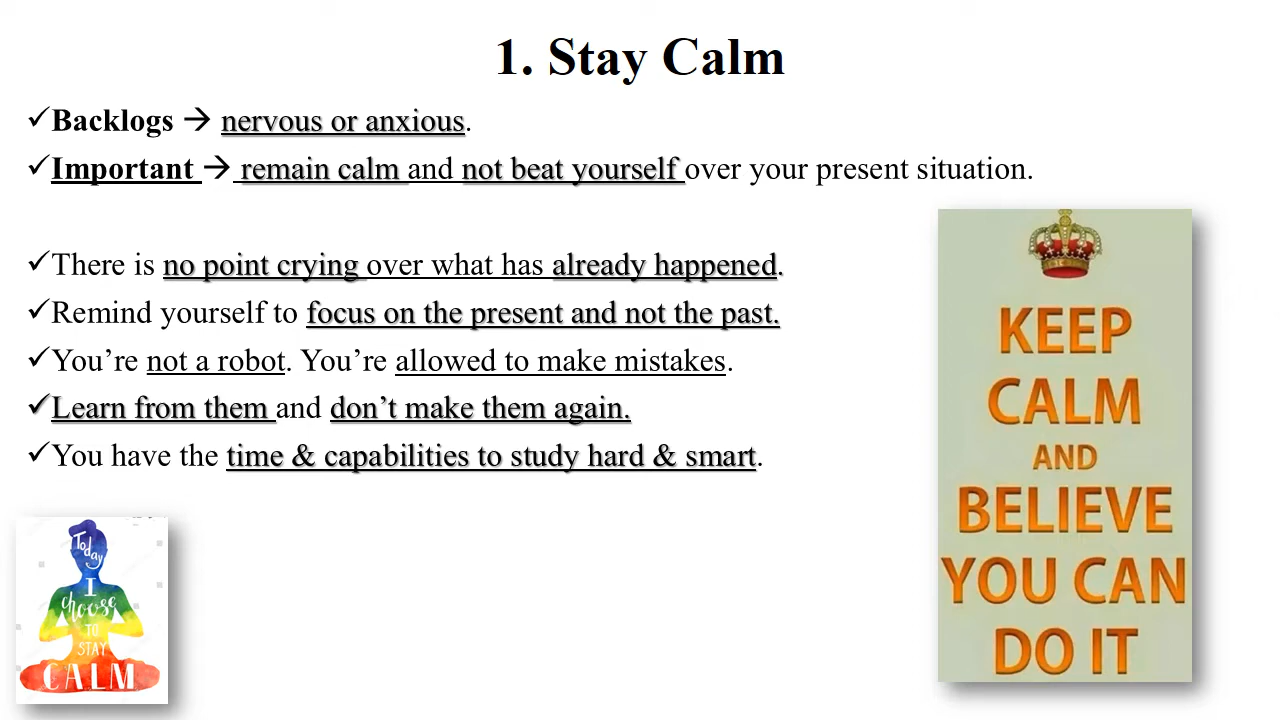 1. Stay Calm
✓Backlogs → nervous or anxious.
✓Important → remain calm and not beat yourself over your present situation.
✓There is no point crying over what has already happened.
✓Remind yourself to focus on the present and not the past.
✓You’re not a robot. You’re allowed to make mistakes.
✓Learn from them and don’t make them again.
✓You have the time & capabilities to study hard & smart.
KEEP
CALM
AND
BELIEVE
YOU CAN
DO IT
Today
I
choose
TO
STAY
CALM